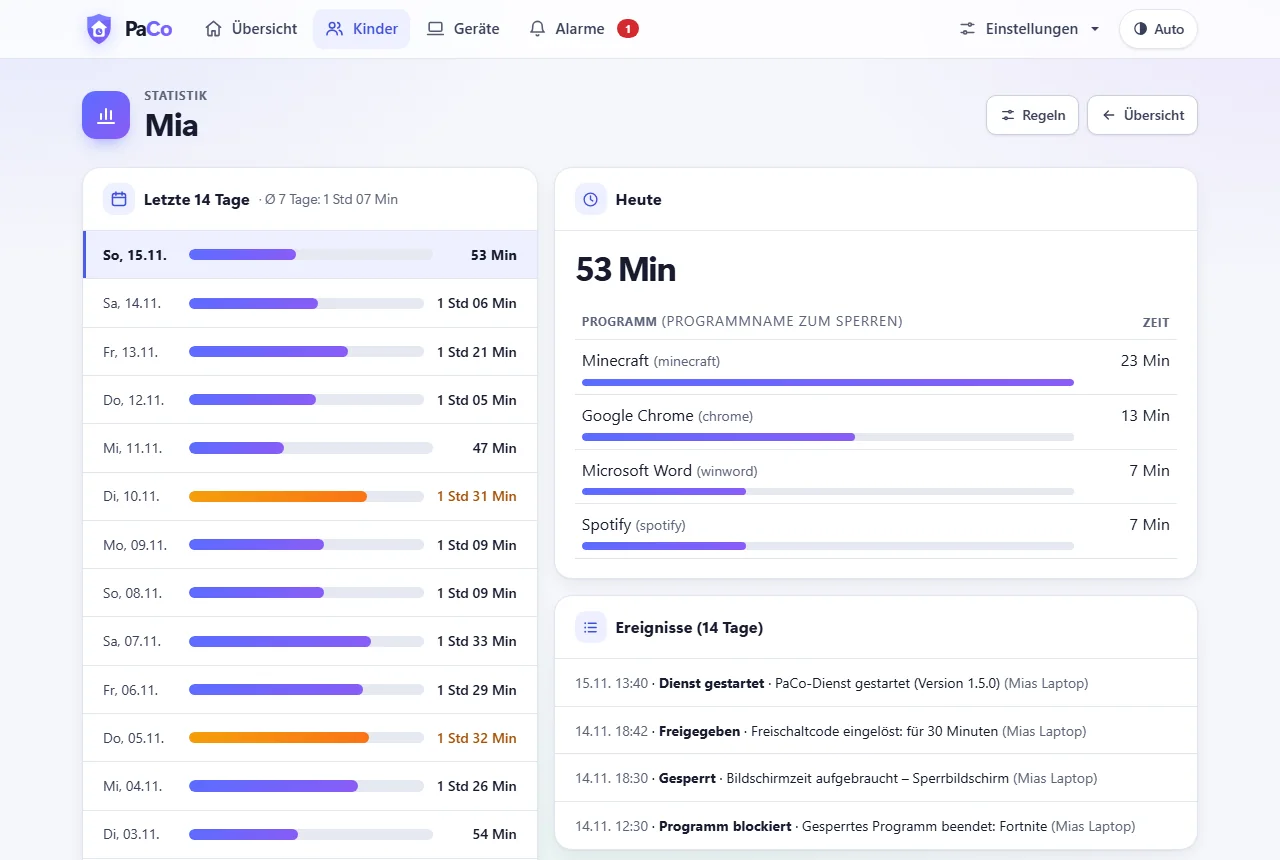 PaCo
Übersicht
Kinder
Geräte
Alarme 1
Einstellungen
Auto
STATISTIK
Mia
Regeln
Übersicht
Letzte 14 Tage · Ø 7 Tage: 1 Std 07 Min
So, 15.11. 53 Min
Sa, 14.11. 1 Std 06 Min
Fr, 13.11. 1 Std 21 Min
Do, 12.11. 1 Std 05 Min
Mi, 11.11. 47 Min
Di, 10.11. 1 Std 31 Min
Mo, 09.11. 1 Std 09 Min
So, 08.11. 1 Std 09 Min
Sa, 07.11. 1 Std 33 Min
Fr, 06.11. 1 Std 29 Min
Do, 05.11. 1 Std 32 Min
Mi, 04.11. 1 Std 26 Min
Di, 03.11. 54 Min
Heute
53 Min
PROGRAMM (PROGRAMMNAME ZUM SPERREN) ZEIT
Minecraft (minecraft) 23 Min
Google Chrome (chrome) 13 Min
Microsoft Word (winword) 7 Min
Spotify (spotify) 7 Min
Ereignisse (14 Tage)
15.11. 13:40 · Dienst gestartet · PaCo-Dienst gestartet (Version 1.5.0) (Mias Laptop)
14.11. 18:42 · Freigegeben · Freischaltcode eingelöst: für 30 Minuten (Mias Laptop)
14.11. 18:30 · Gesperrt · Bildschirmzeit aufgebraucht – Sperrbildschirm (Mias Laptop)
14.11. 12:30 · Programm blockiert · Gesperrtes Programm beendet: Fortnite (Mias Laptop)